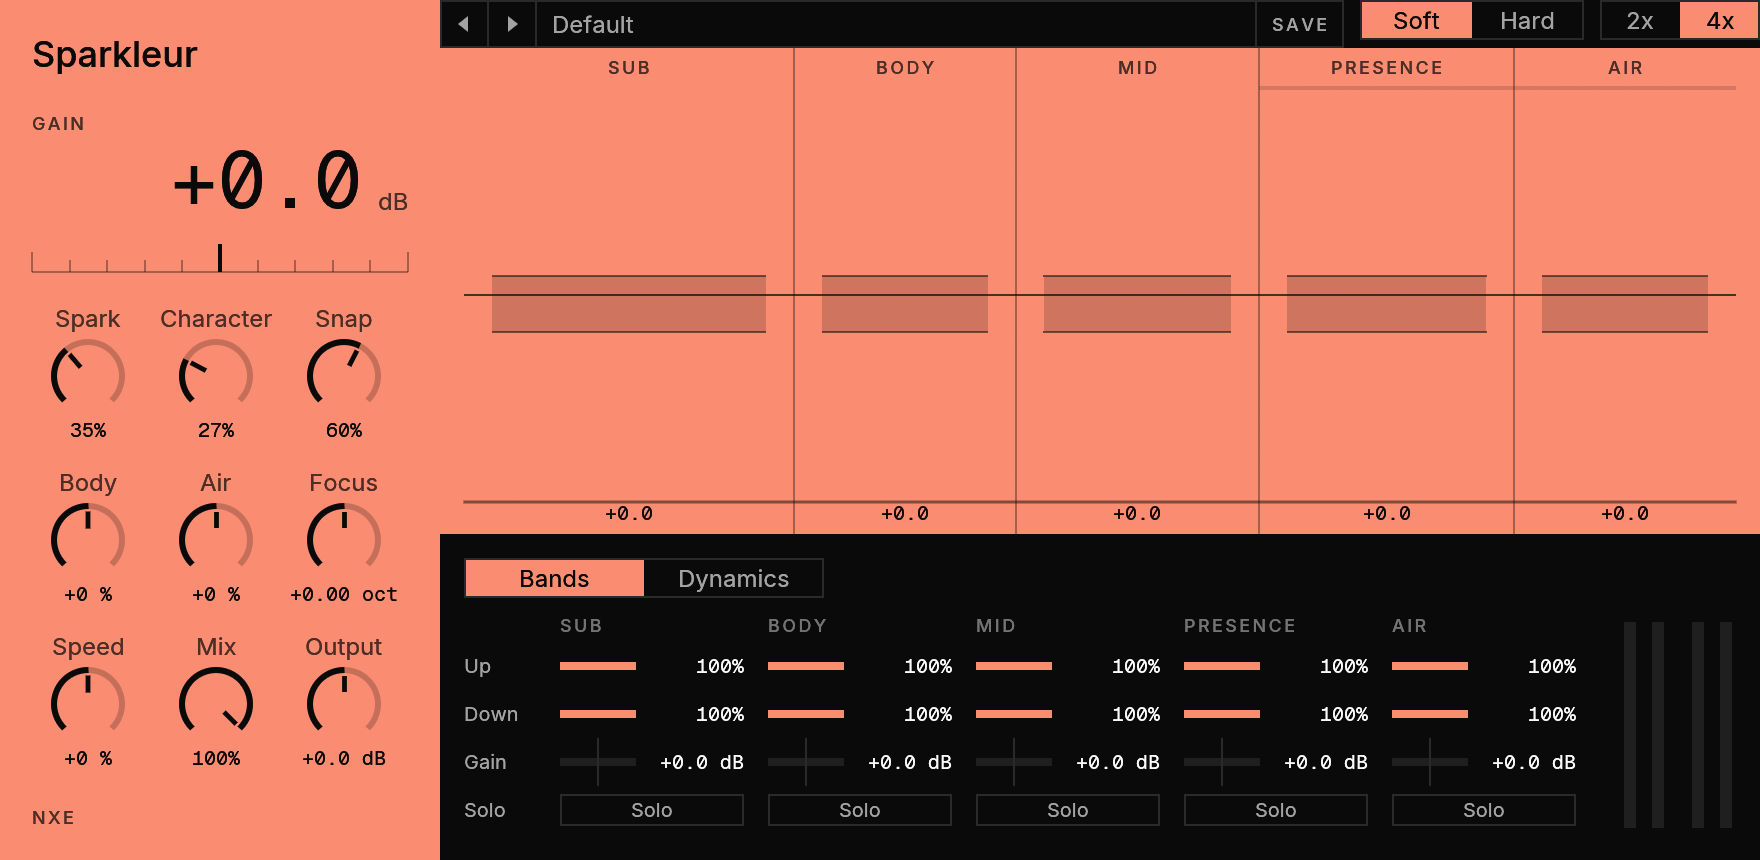 Sparkleur
GAIN
+0.0 dB
Spark Character Snap
35% 27% 60%
Body Air Focus
+0 % +0 % +0.00 oct
Speed Mix Output
+0 % 100% +0.0 dB
NXE
Default SAVE Soft Hard 2x 4x
SUB BODY MID PRESENCE AIR
+0.0 +0.0 +0.0 +0.0 +0.0
Bands Dynamics
SUB BODY MID PRESENCE AIR
Up 100% 100% 100% 100% 100%
Down 100% 100% 100% 100% 100%
Gain +0.0 dB +0.0 dB +0.0 dB +0.0 dB +0.0 dB
Solo Solo Solo Solo Solo Solo